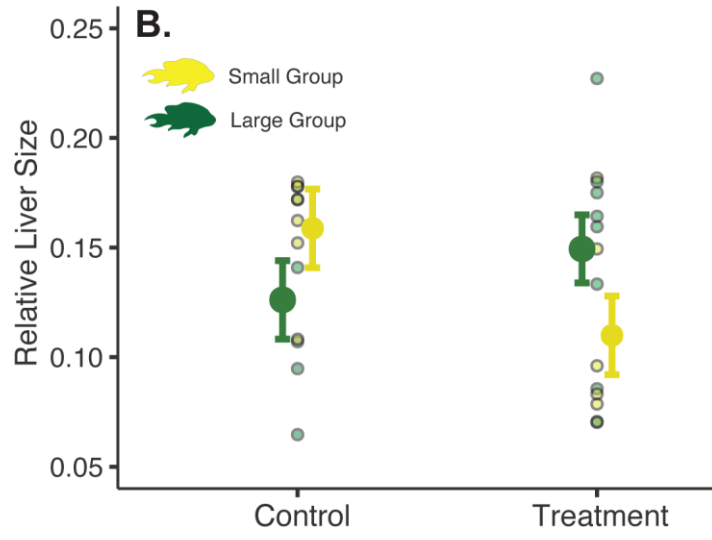 B.
Small Group
Large Group
Relative Liver Size
0.25
0.20
0.15
0.10
0.05
Control Treatment